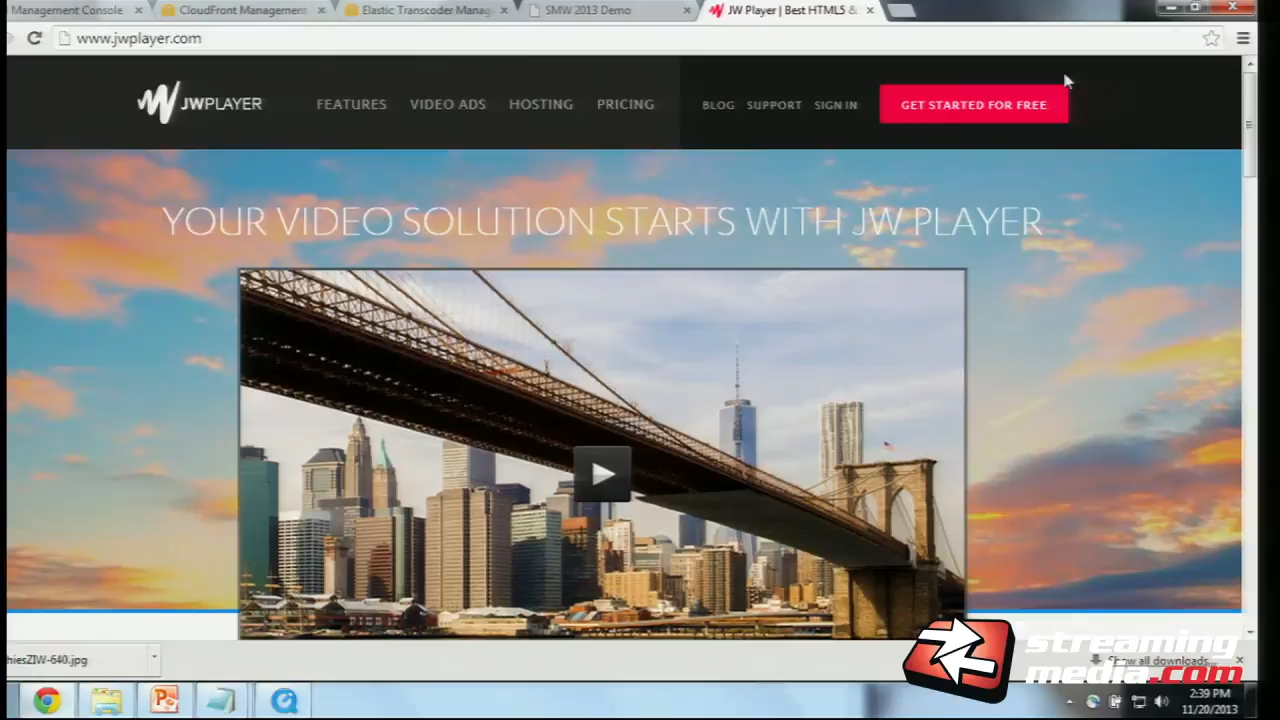 Management Console
CloudFront Management
Elastic Transcoder Manag
SMW 2013 Demo
JW Player | Best HTML5 &
www.jwplayer.com
JWPLAYER
FEATURES
VIDEO ADS
HOSTING
PRICING
BLOG
SUPPORT
SIGN IN
GET STARTED FOR FREE
YOUR VIDEO SOLUTION STARTS WITH JW PLAYER
hiesZIW-640.jpg
Show all downloads...
streaming
media.com
2:39 PM
11/20/2013